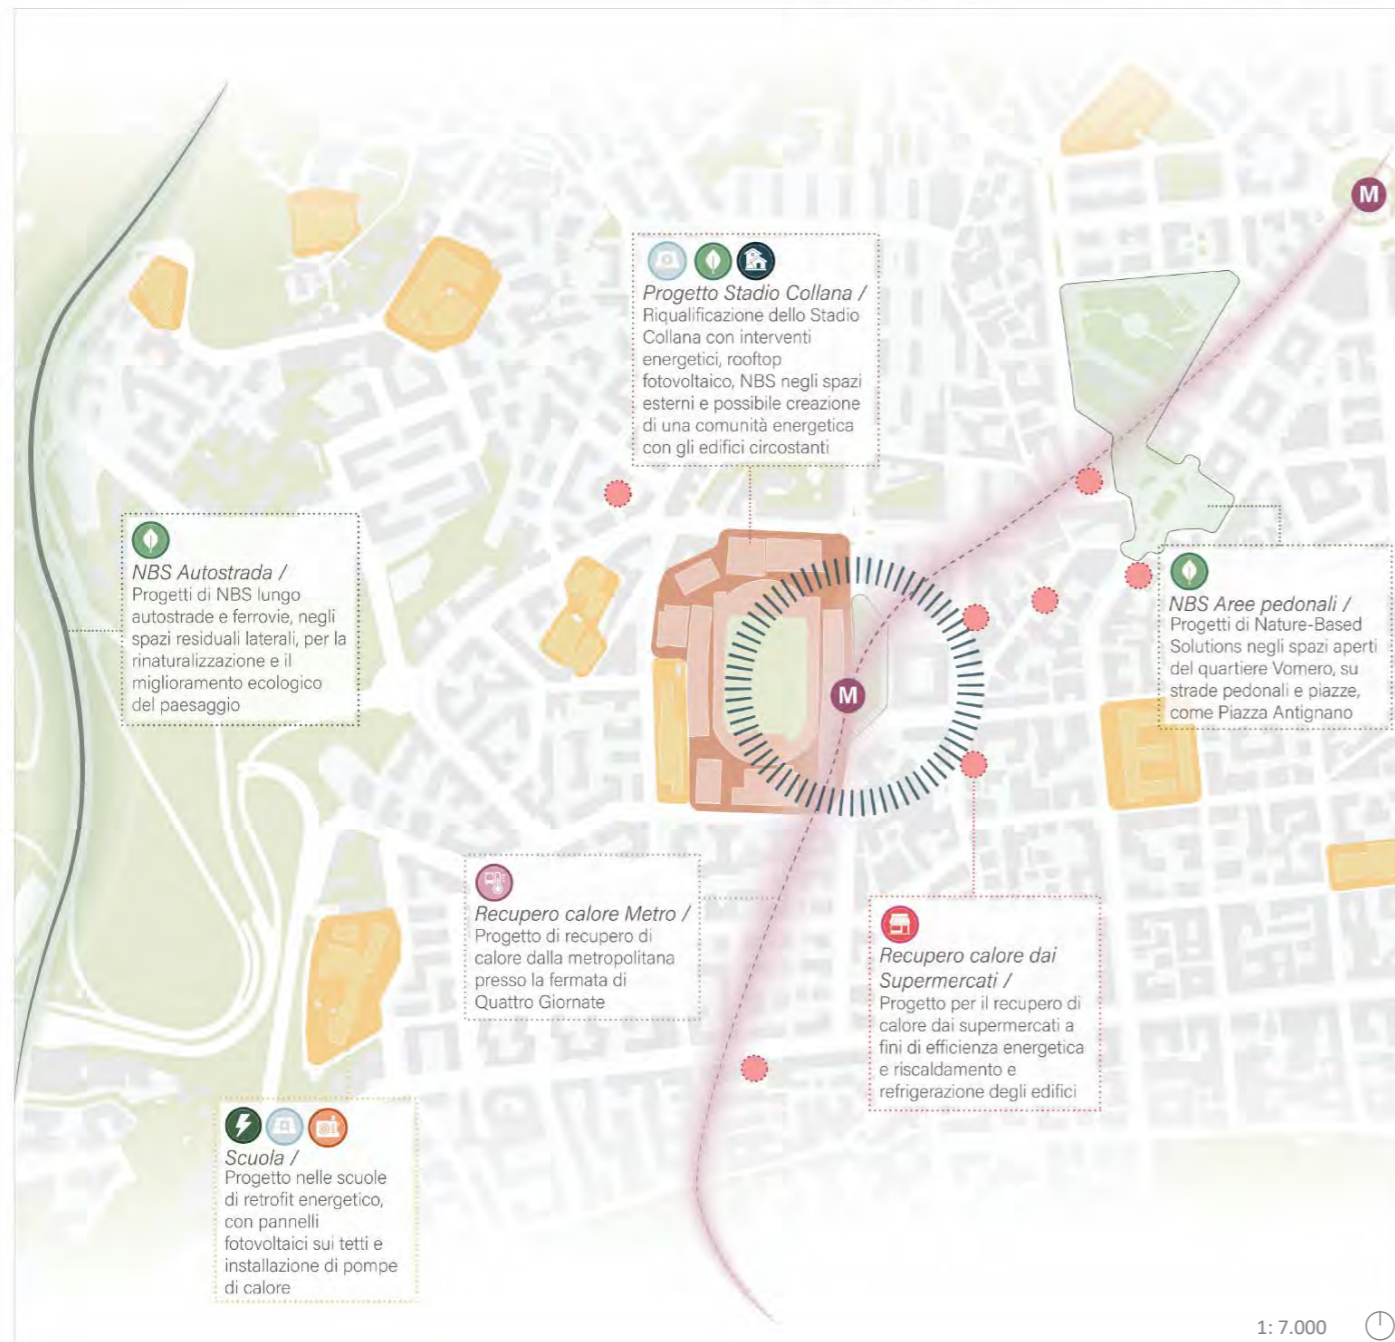 M
Progetto Stadio Collana /
Riqualificazione dello Stadio
Collana con interventi
energetici, rooftop
fotovoltaico, NBS negli spazi
esterni e possibile creazione
di una comunità energetica
con gli edifici circostanti
NBS Autostrada /
Progetti di NBS lungo
autostrade e ferrovie, negli
spazi residuali laterali, per la
rinaturalizzazione e il
miglioramento ecologico
del paesaggio
NBS Aree pedonali /
Progetti di Nature-Based
Solutions negli spazi aperti
del quartiere Vomero, su
strade pedonali e piazze,
come Piazza Antignano
M
Recupero calore Metro /
Progetto di recupero di
calore dalla metropolitana
presso la fermata di
Quattro Giornate
Recupero calore dai
Supermercati /
Progetto per il recupero di
calore dai supermercati a
fini di efficienza energetica
e riscaldamento e
refrigerazione degli edifici
Scuola /
Progetto nelle scuole
di retrofit energetico,
con pannelli
fotovoltaici sui tetti e
installazione di pompe
di calore
1: 7.000